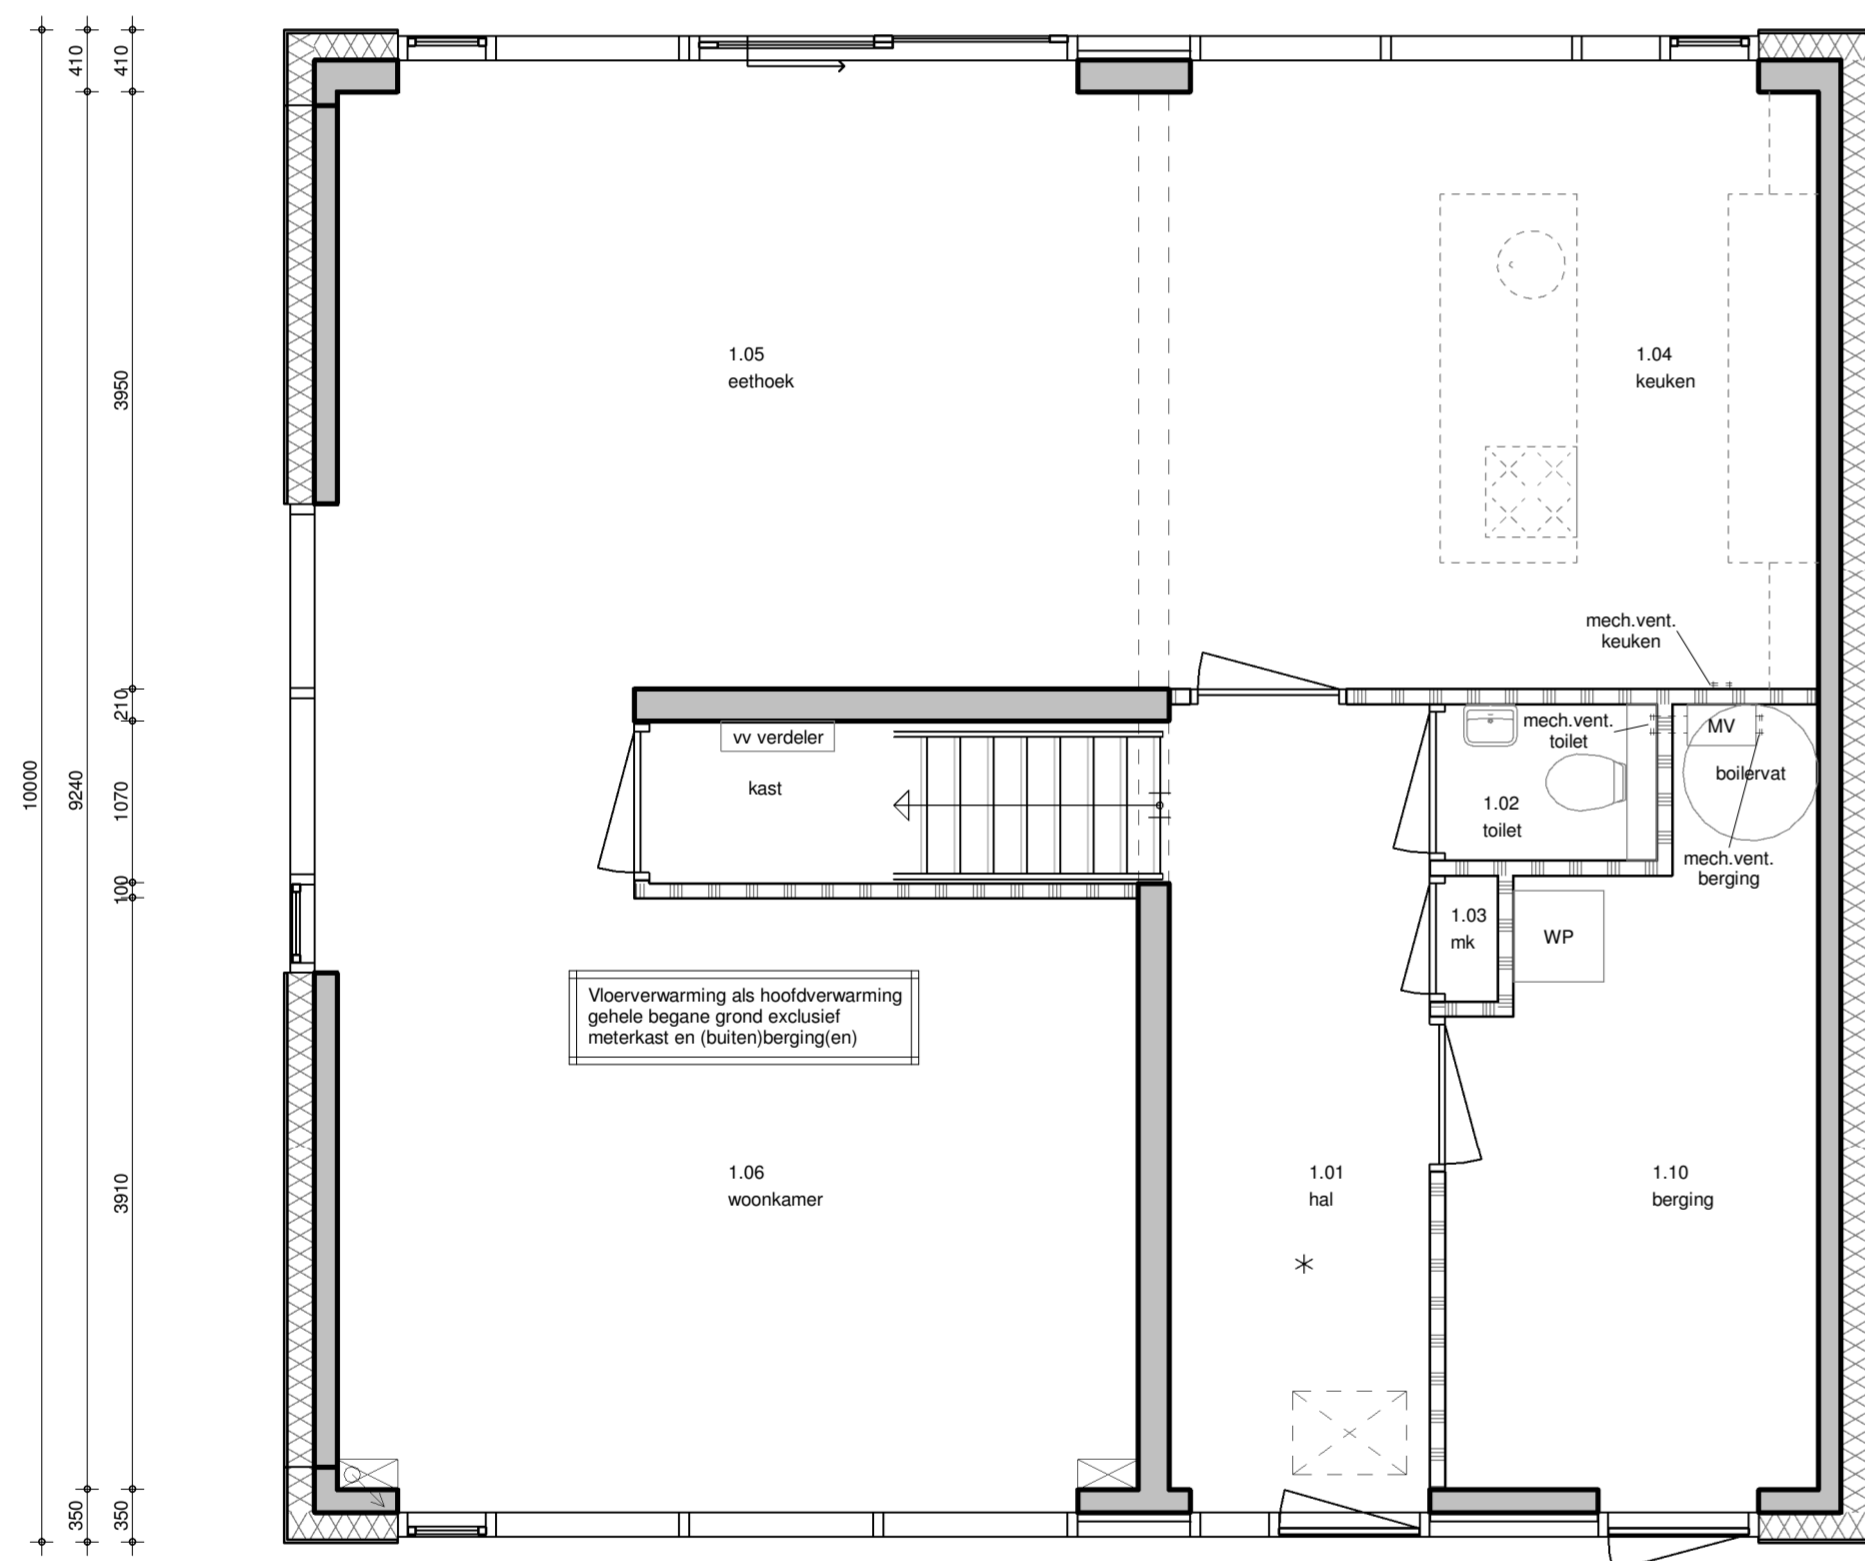 410
410
3950
210
10000
9240
1070
100
3910
350
350
1.05
eethoek
1.04
keuken
mech.vent.
keuken
vv verdeler
kast
mech.vent.
toilet
MV
boilervat
1.02
toilet
mech.vent.
berging
1.03
mk
WP
Vloerverwarming als hoofdverwarming
gehele begane grond exclusief
meterkast en (buiten)berging(en)
1.06
woonkamer
1.01
hal
1.10
berging